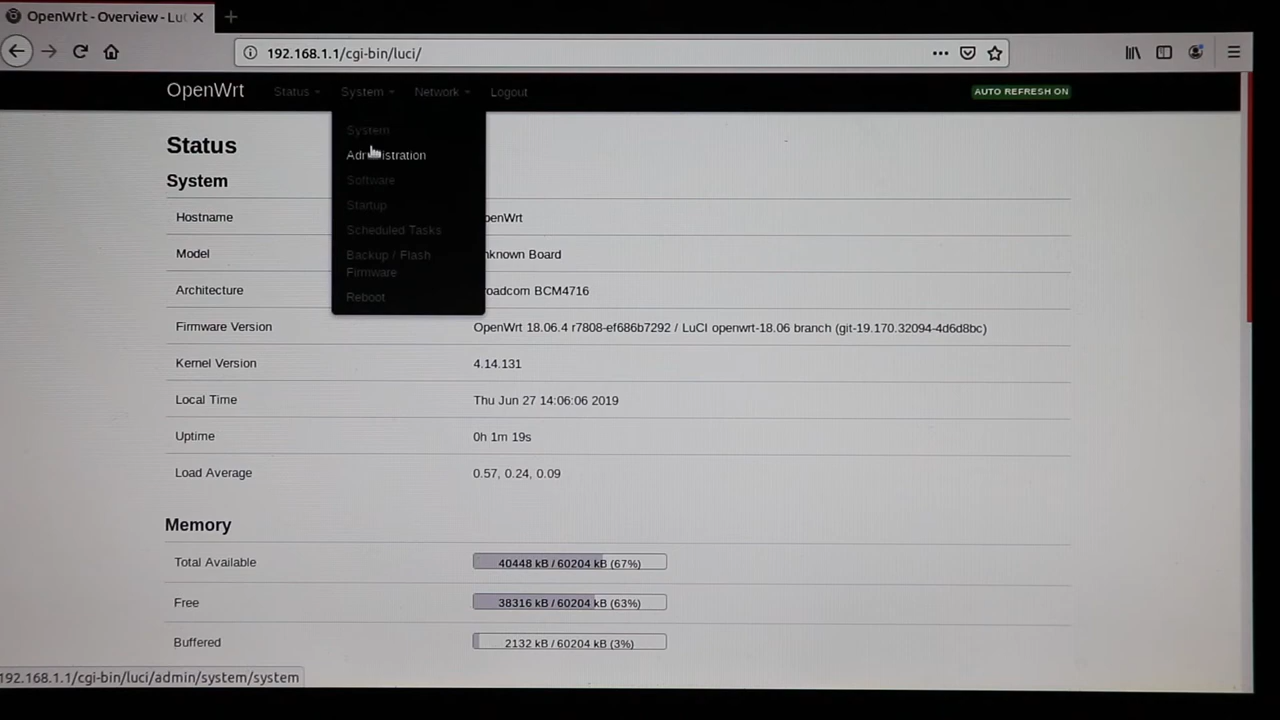 OpenWrt - Overview - Lu
192.168.1.1/cgi-bin/luci/
OpenWrt Status System Network Logout AUTO REFRESH ON
System
Administration
Software
Startup
Scheduled Tasks
Backup / Flash
Firmware
Reboot
Status
System
Hostname penWrt
Model nknown Board
Architecture roadcom BCM4716
Firmware Version OpenWrt 18.06.4 r7808-ef686b7292 / LuCI openwrt-18.06 branch (git-19.170.32094-4d6d8bc)
Kernel Version 4.14.131
Local Time Thu Jun 27 14:06:06 2019
Uptime 0h 1m 19s
Load Average 0.57, 0.24, 0.09
Memory
Total Available 40448 kB / 60204 kB (67%)
Free 38316 kB / 60204 kB (63%)
Buffered 2132 kB / 60204 kB (3%)
192.168.1.1/cgi-bin/luci/admin/system/system